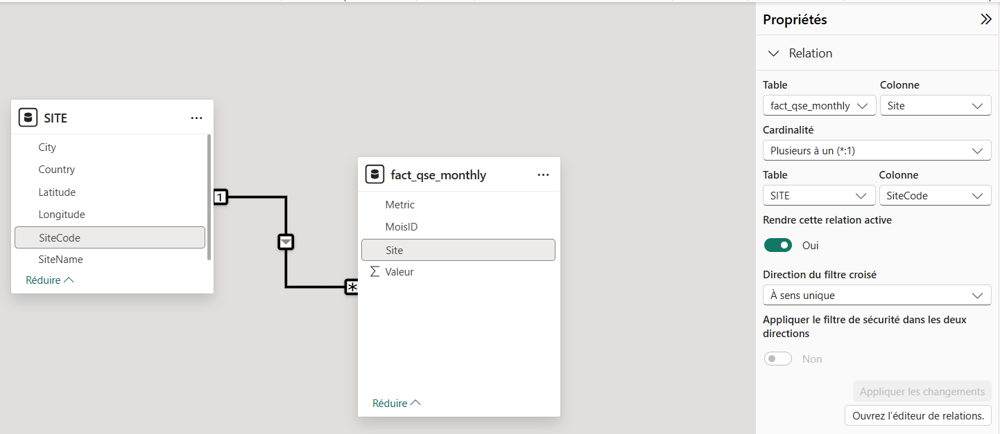 SITE
City
Country
Latitude
Longitude
SiteCode
SiteName
Réduire
1
*
fact_qse_monthly
Metric
MoisID
Site
Valeur
Réduire
Propriétés
Relation
Table Colonne
fact_qse_monthly Site
Cardinalité
Plusieurs à un (*:1)
Table Colonne
SITE SiteCode
Rendre cette relation active
Oui
Direction du filtre croisé
À sens unique
Appliquer le filtre de sécurité dans les deux
directions
Non
Appliquer les changements
Ouvrez l’éditeur de relations.